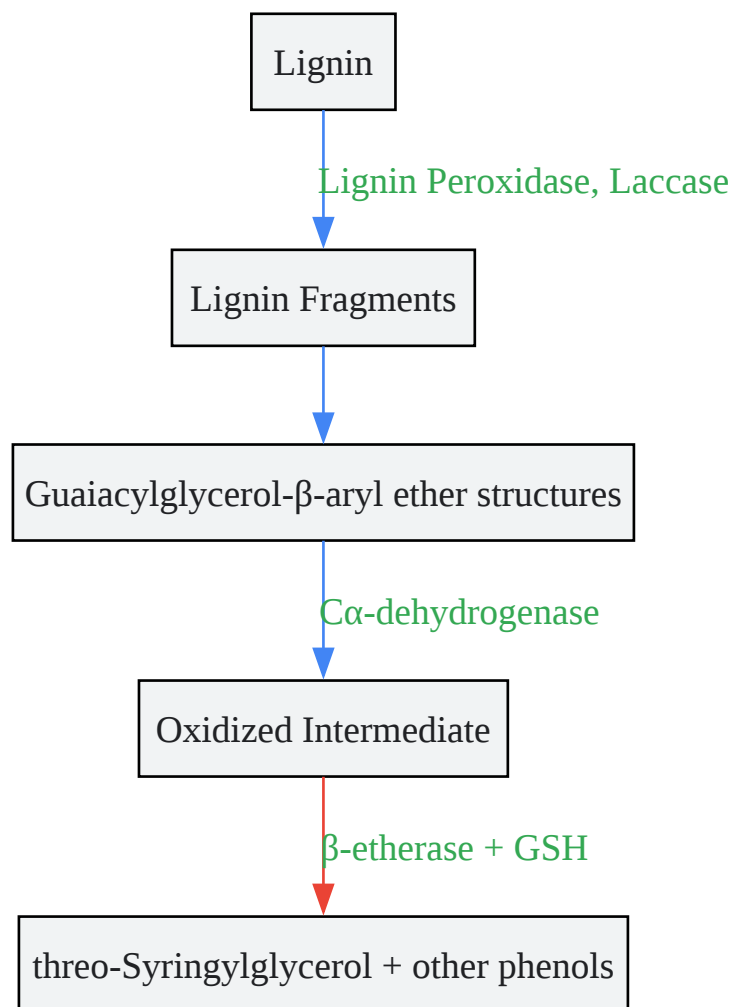 Lignin
Lignin Peroxidase, Laccase
Lignin Fragments
Guaiacylglycerol-β-aryl ether structures
Cα-dehydrogenase
Oxidized Intermediate
β-etherase + GSH
threo-Syringylglycerol + other phenols